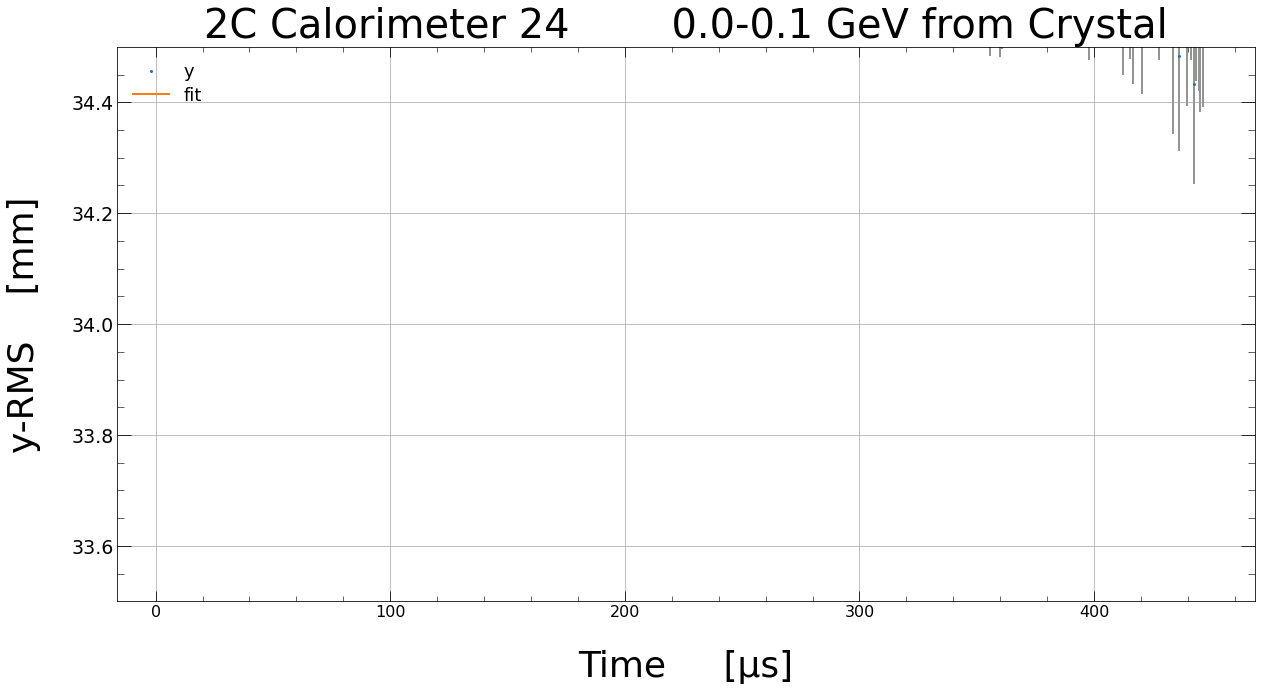 2C Calorimeter 24 0.0-0.1 GeV from Crystal
y
fit
34.4
34.2
34.0
33.8
33.6
y-RMS [mm]
0 100 200 300 400
Time [µs]